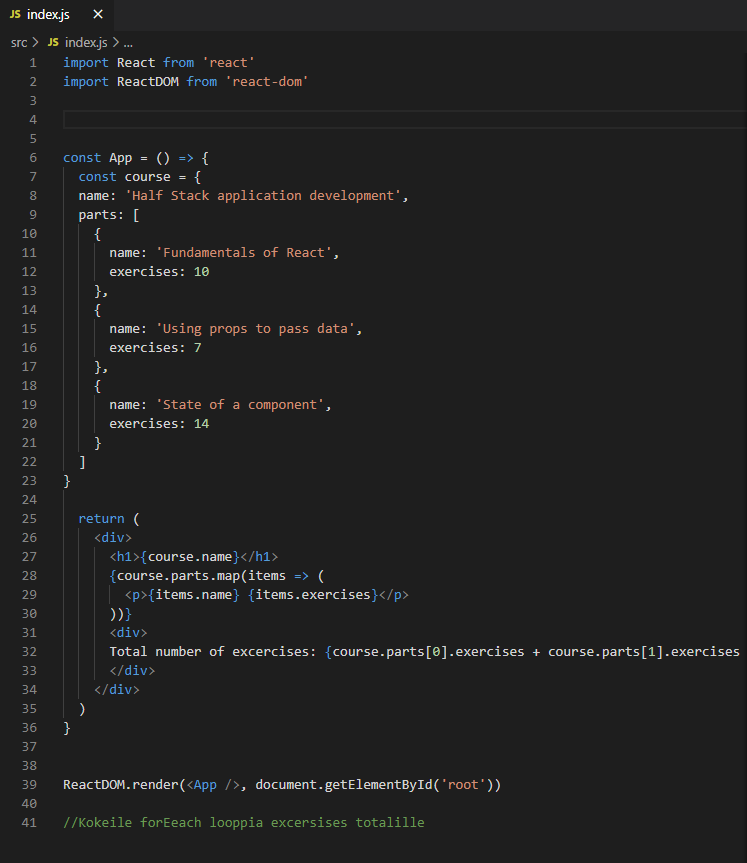 JS index.js ×
src > JS index.js > ...
1 import React from 'react'
2 import ReactDOM from 'react-dom'
3
4
5
6 const App = () => {
7 const course = {
8 name: 'Half Stack application development',
9 parts: [
10 {
11 name: 'Fundamentals of React',
12 exercises: 10
13 },
14 {
15 name: 'Using props to pass data',
16 exercises: 7
17 },
18 {
19 name: 'State of a component',
20 exercises: 14
21 }
22 ]
23 }
24
25 return (
26 <div>
27 <h1>{course.name}</h1>
28 {course.parts.map(items => (
29 <p>{items.name} {items.exercises}</p>
30 ))}
31 <div>
32 Total number of excercises: {course.parts[0].exercises + course.parts[1].exercises
33 </div>
34 </div>
35 )
36 }
37
38
39 ReactDOM.render(<App />, document.getElementById('root'))
40
41 //Kokeile forEeach looppia excersises totalille